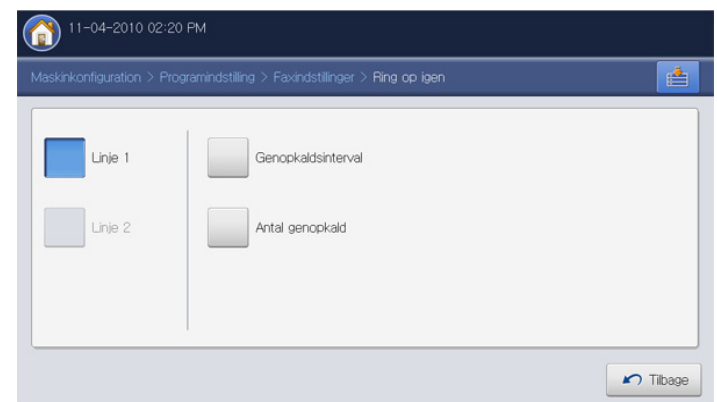 11-04-2010 02:20 PM
Maskinkonfiguration > Programindstilling > Faxindstillinger > Ring op igen
Linje 1
Genopkaldsinterval
Linje 2
Antal genopkald
Tilbage